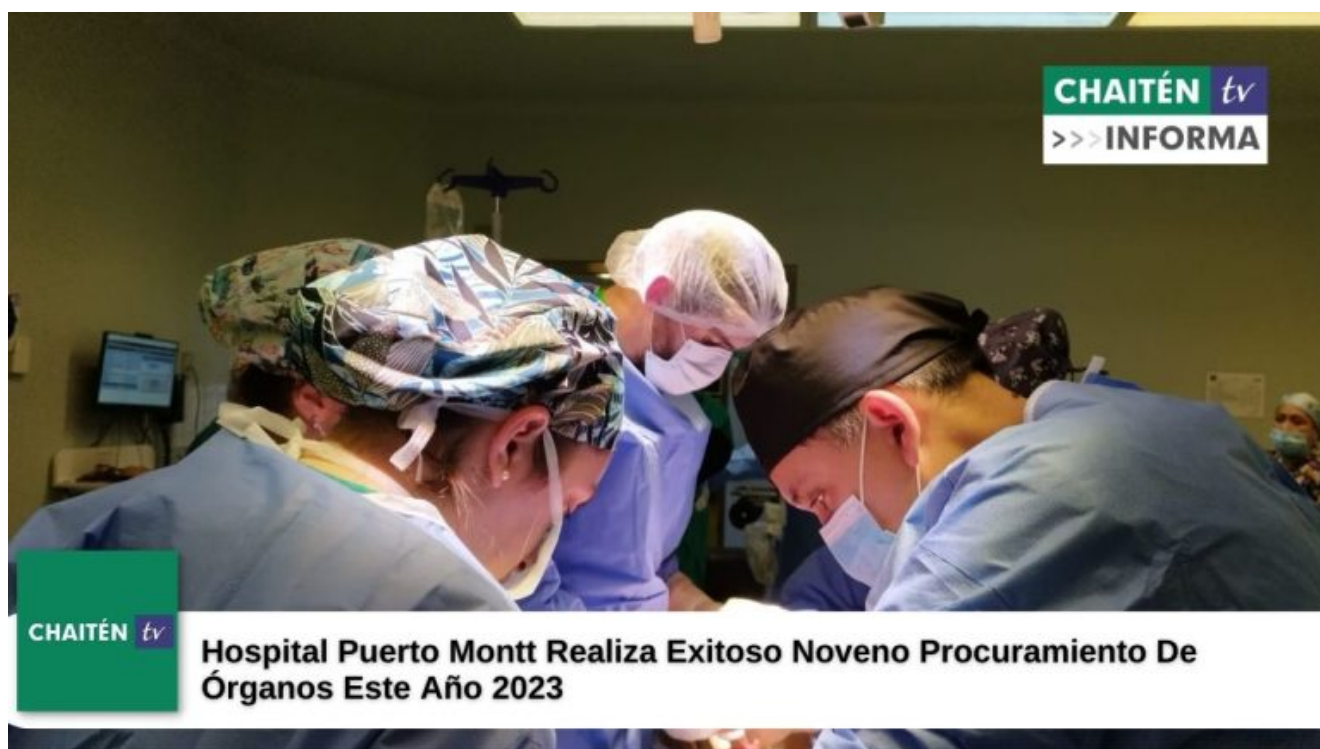 CHAITÉN tv
>>>INFORMA
CHAITÉN tv
Hospital Puerto Montt Realiza Exitoso Noveno Procuramiento De
Órganos Este Año 2023